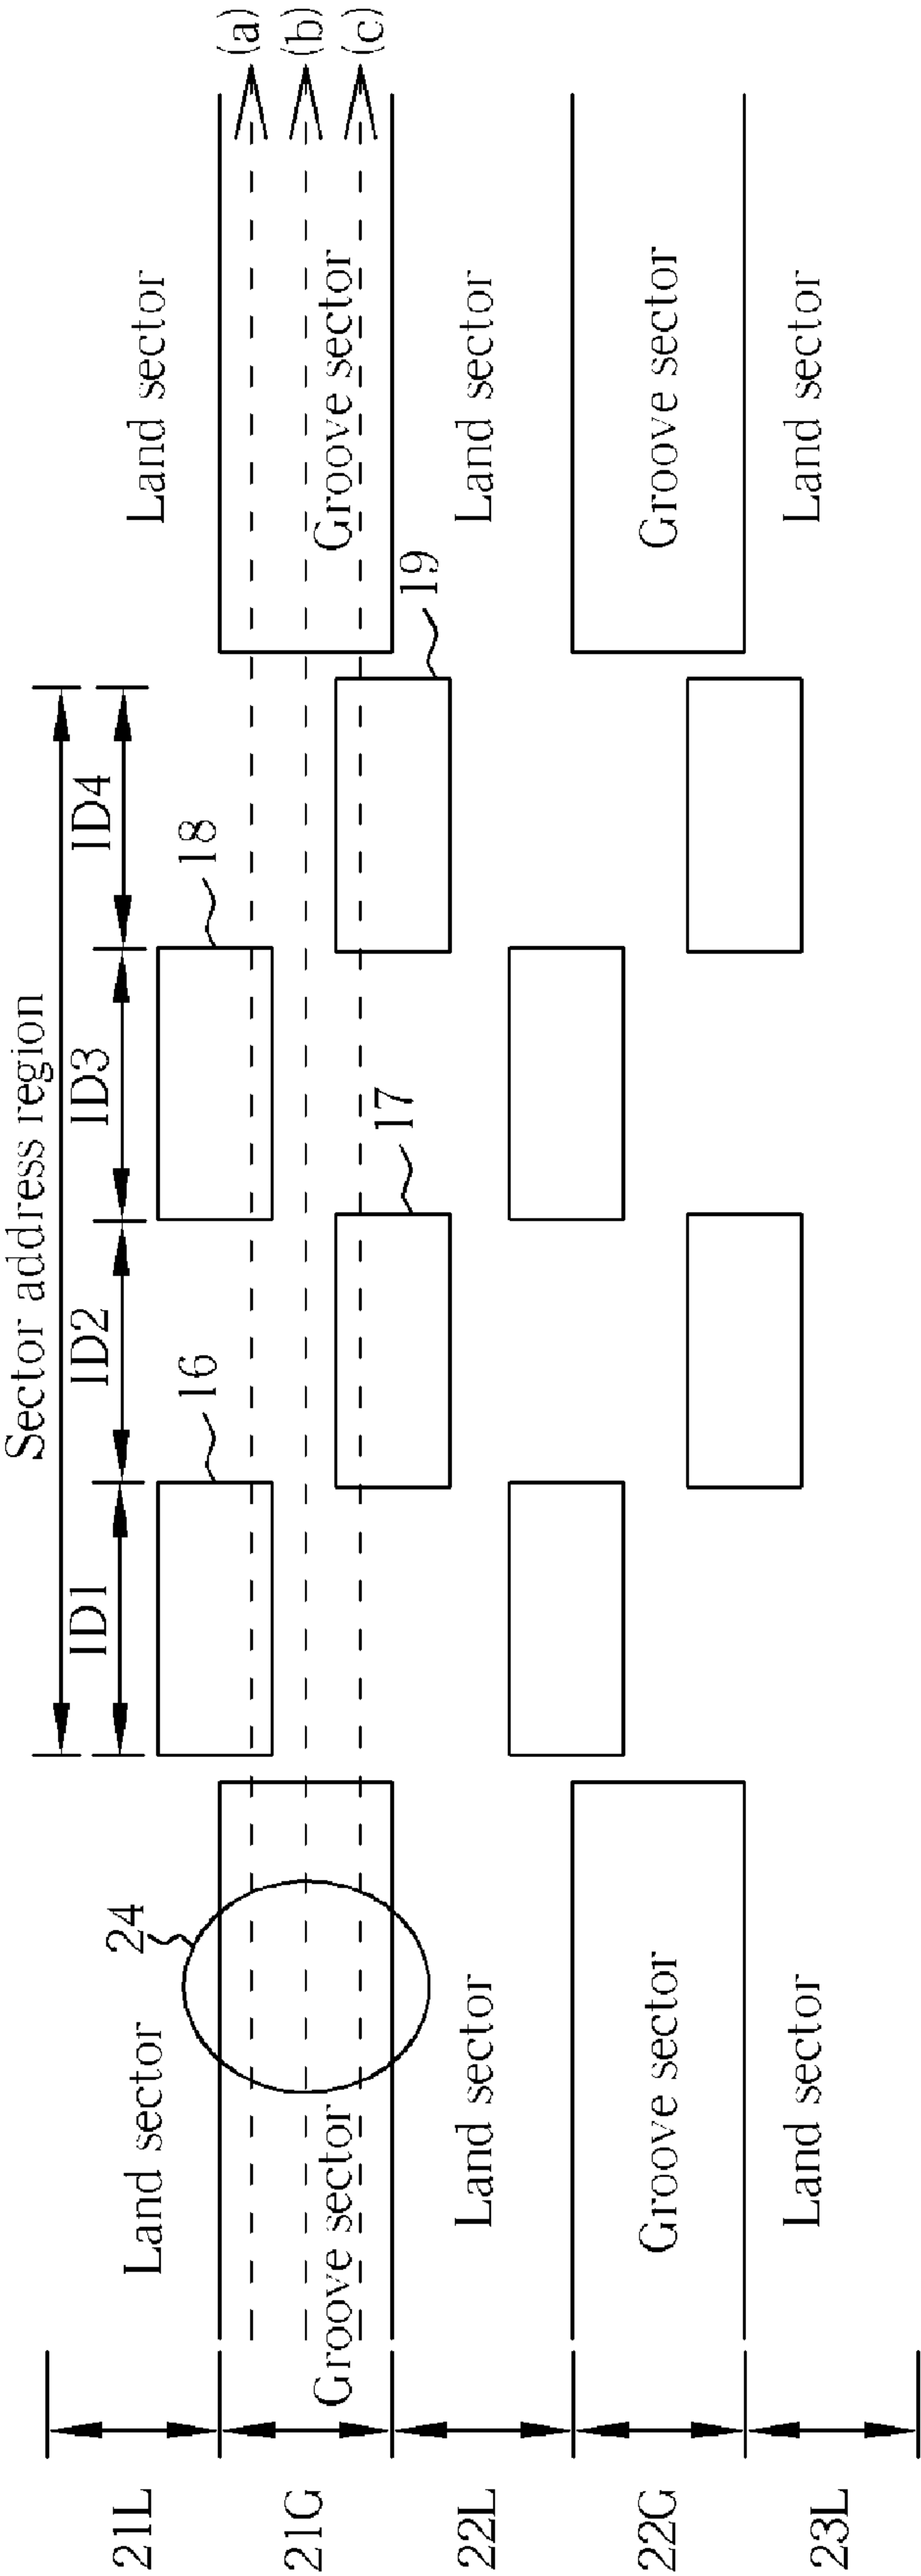 Sector address region
ID1 ID2 ID3 ID4
16 18
17 19
24
(a)
(b)
(c)
21L Land sector Land sector
21G Groove sector Groove sector
22L Land sector Land sector
22G Groove sector Groove sector
23L Land sector Land sector